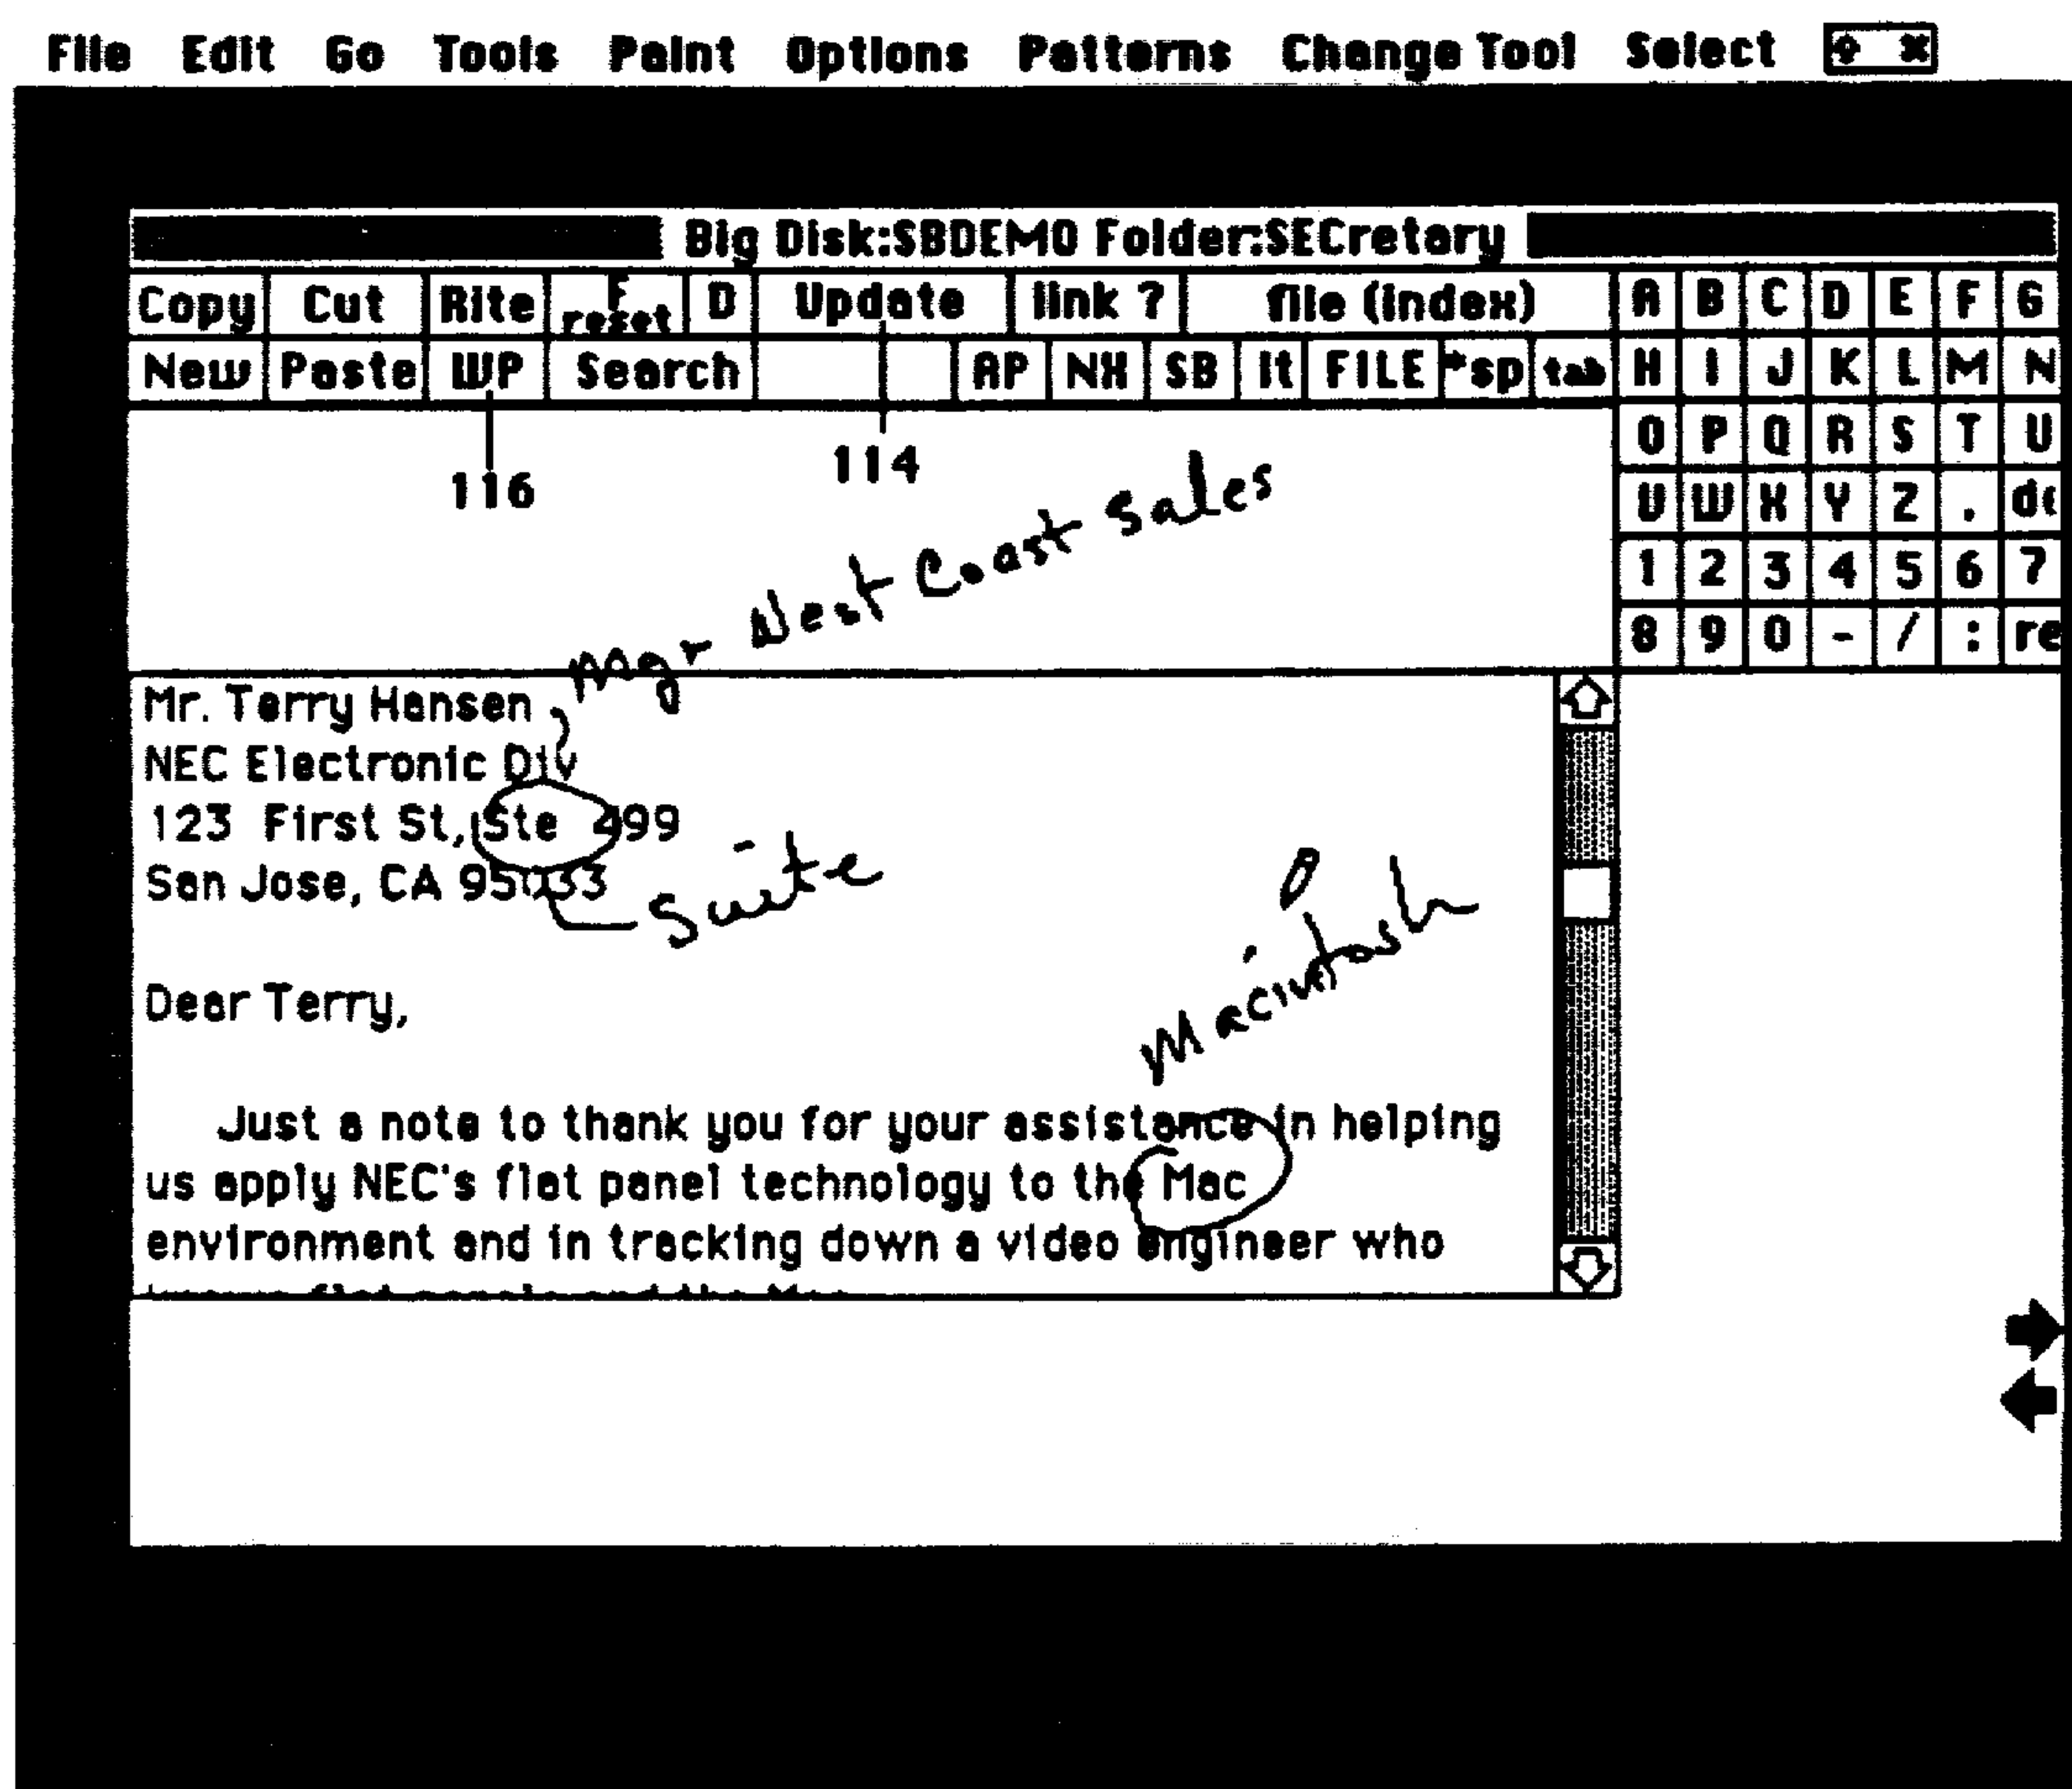 File Edit Go Tools Paint Options Patterns Change Tool Select
Big Disk:SBDEMO Folder:SECretary
Copy Cut Rite F reset D Update link ? file (index) A B C D E F G
New Paste WP Search AP NX SB It FILE *sp tab H I J K L M N
O P Q R S T U
116 114
V W X Y Z .
1 2 3 4 5 6 7
8 9 0 - / : re
Mgr West Coast Sales
Mr. Terry Hansen
NEC Electronic Div
123 First St, Ste 499
San Jose, CA 95033
Suite
Dear Terry,
Macintosh
Just a note to thank you for your assistance in helping
us apply NEC's flat panel technology to the Mac
environment and in tracking down a video engineer who